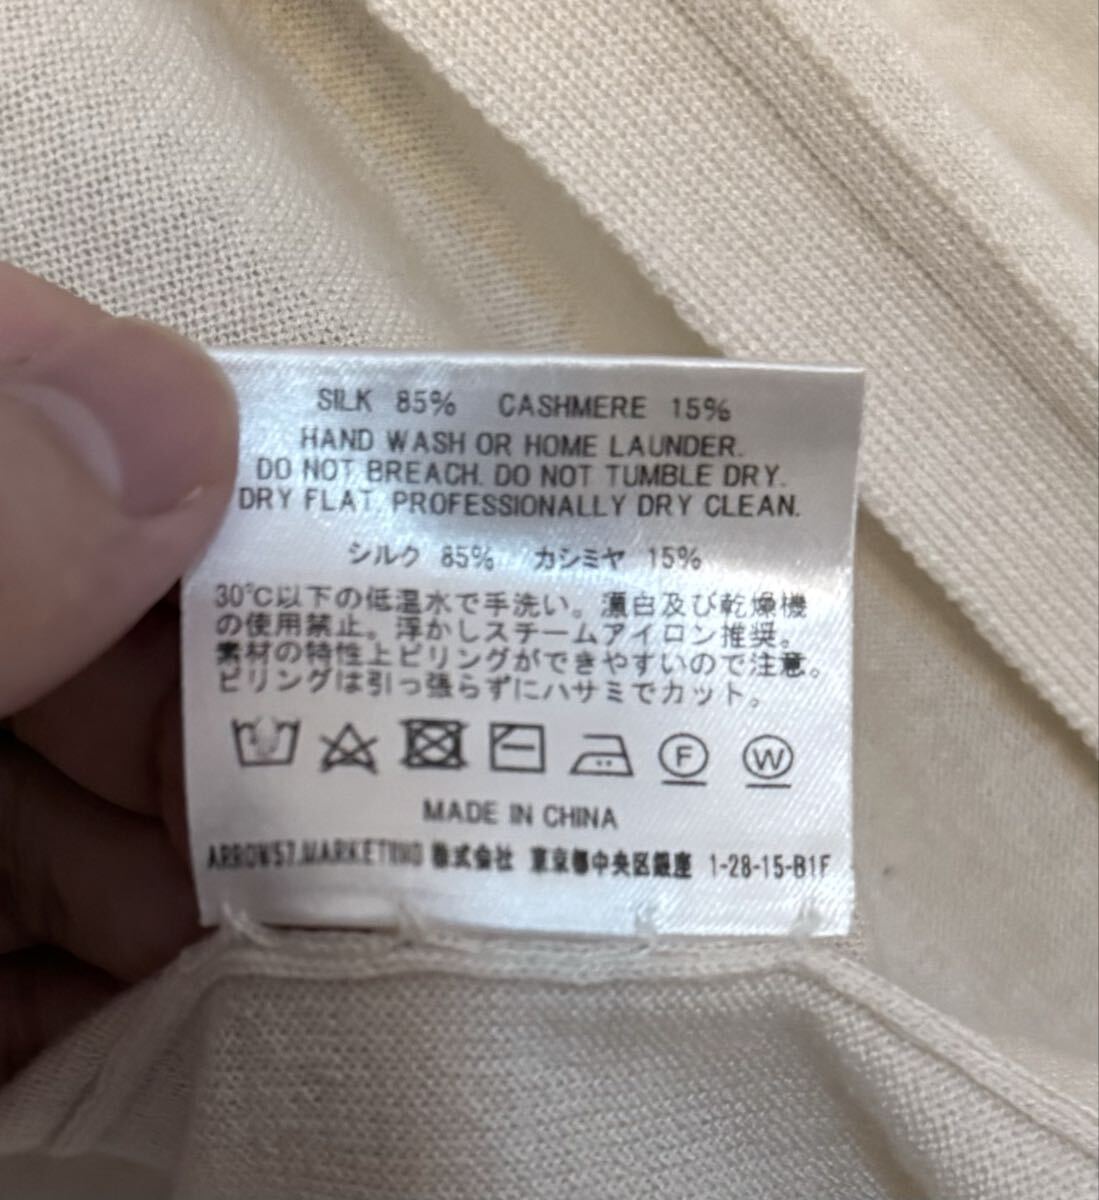 SILK 85% CASHMERE 15%
HAND WASH OR HOME LAUNDER.
DO NOT BREACH. DO NOT TUMBLE DRY.
DRY FLAT. PROFESSIONALLY DRY CLEAN.
シルク 85% カシミヤ 15%
30℃以下の低温水で手洗い。漂白及び乾燥機
の使用禁止。浮かしスチームアイロン推奨。
素材の特性上ピリングができやすいので注意。
ピリングは引っ張らずにハサミでカット。
F W
MADE IN CHINA
ARROW57.MARKETING 株式会社 東京都中央区銀座 1-28-15-B1F